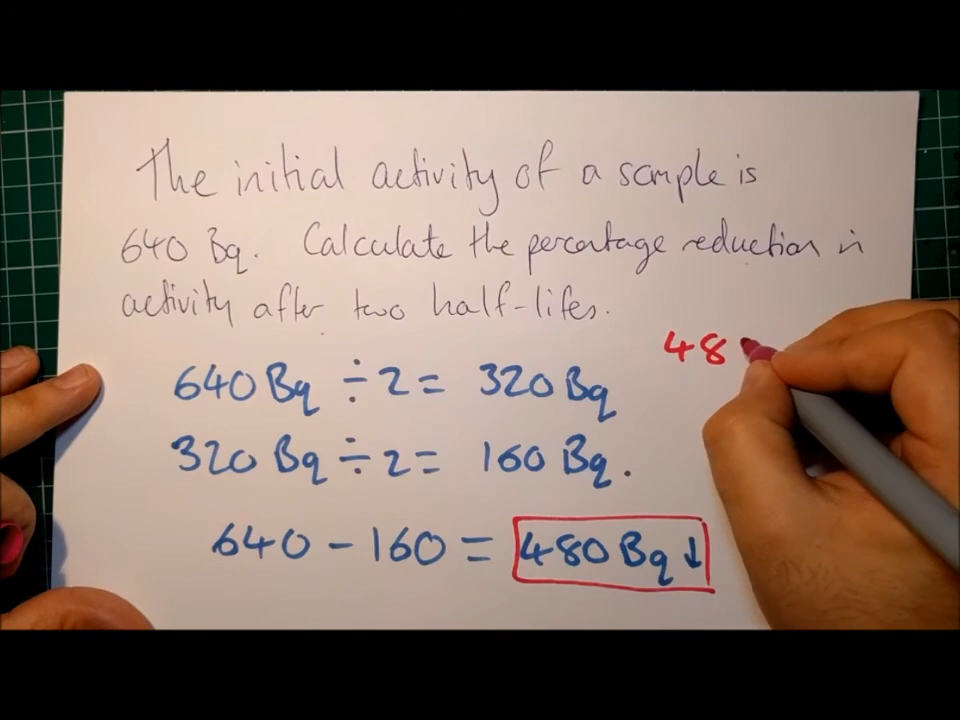 The initial activity of a sample is
640 Bq. Calculate the percentage reduction in
activity after two half-lifes.
48
640 Bq ÷ 2 = 320 Bq
320 Bq ÷ 2 = 160 Bq.
640 - 160 = 480 Bq ↓